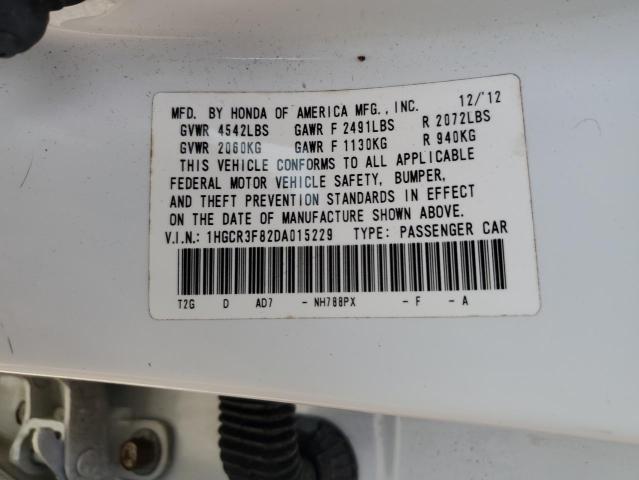 MFD. BY HONDA OF AMERICA MFG., INC. 12/'12
GVWR 4542LBS GAWR F 2491LBS R 2072LBS
GVWR 2060KG GAWR F 1130KG R 940KG
THIS VEHICLE CONFORMS TO ALL APPLICABLE
FEDERAL MOTOR VEHICLE SAFETY, BUMPER,
AND THEFT PREVENTION STANDARDS IN EFFECT
ON THE DATE OF MANUFACTURE SHOWN ABOVE.
V.I.N.: 1HGCR3F82DA015229 TYPE: PASSENGER CAR
T2G D AD7 - NH788PX - F - A